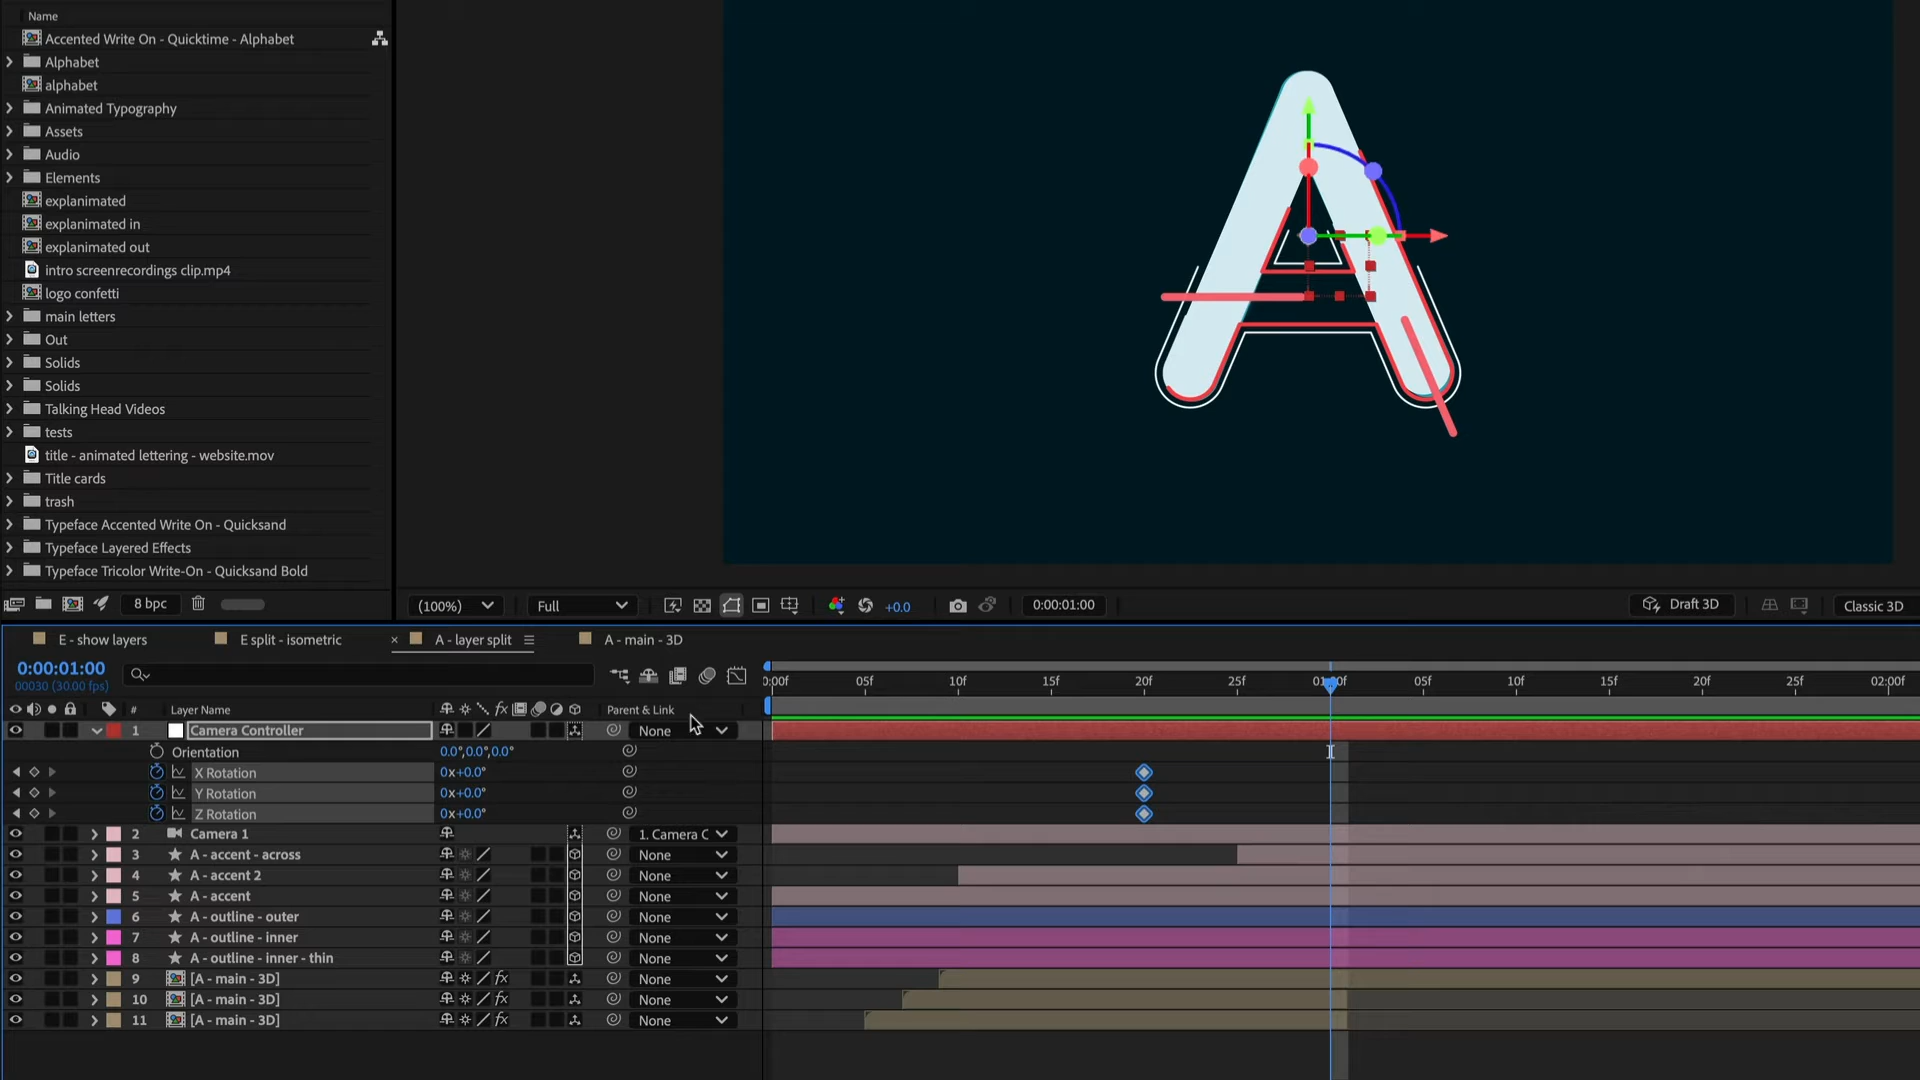 Name
Accented Write On - Quicktime - Alphabet
Alphabet
alphabet
Animated Typography
Assets
Audio
Elements
explanimated
explanimated in
explanimated out
intro screenrecordings clip.mp4
logo confetti
main letters
Out
Solids
Solids
Talking Head Videos
tests
title - animated lettering - website.mov
Title cards
trash
Typeface Accented Write On - Quicksand
Typeface Layered Effects
Typeface Tricolor Write-On - Quicksand Bold
8 bpc
(100%) Full +0.0 0:00:01:00 Draft 3D Classic 3D
E - show layers E split - isometric × A - layer split A - main - 3D
0:00:01:00
00030 (30.00 fps)
0:00f 05f 10f 15f 20f 25f 01:00f 05f 10f 15f 20f 25f 02:00f
# Layer Name fx Parent & Link
1 Camera Controller None
Orientation 0.0°,0.0°,0.0°
X Rotation 0x+0.0°
Y Rotation 0x+0.0°
Z Rotation 0x+0.0°
2 Camera 1 1. Camera C
3 A - accent - across None
4 A - accent 2 None
5 A - accent None
6 A - outline - outer None
7 A - outline - inner None
8 A - outline - inner - thin None
9 [A - main - 3D] fx None
10 [A - main - 3D] fx None
11 [A - main - 3D] fx None